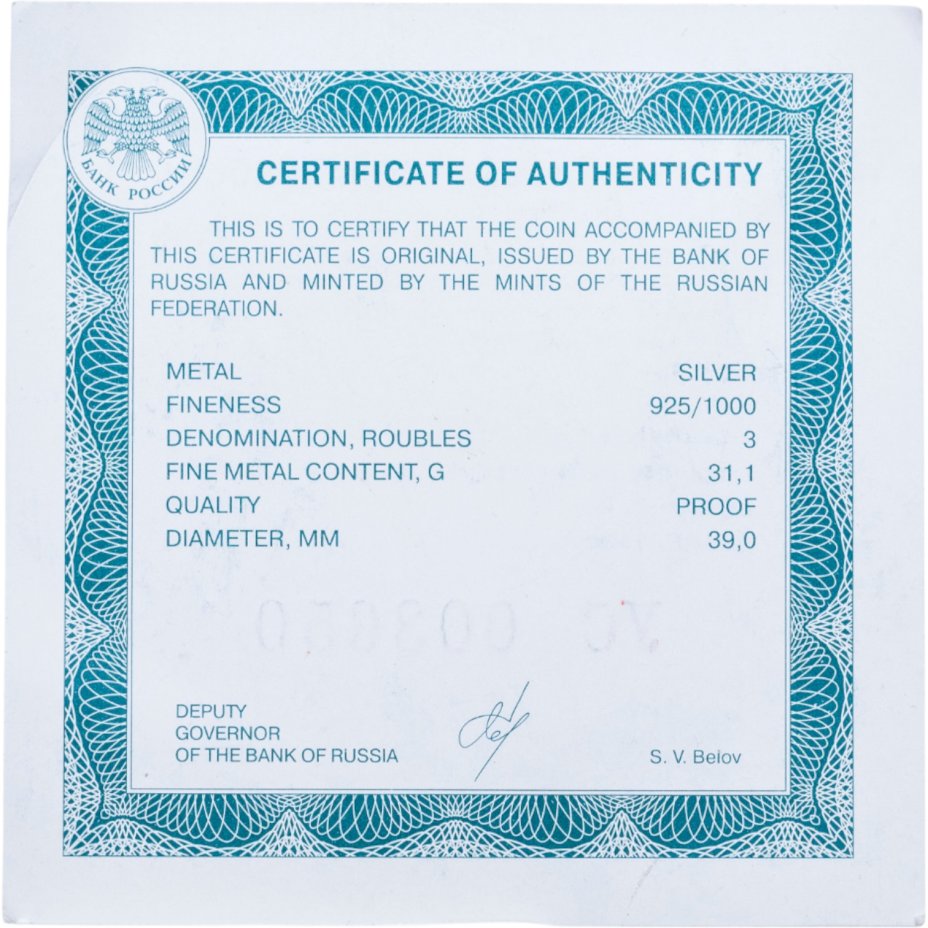 БАНК РОССИИ
CERTIFICATE OF AUTHENTICITY
THIS IS TO CERTIFY THAT THE COIN ACCOMPANIED BY
THIS CERTIFICATE IS ORIGINAL, ISSUED BY THE BANK OF
RUSSIA AND MINTED BY THE MINTS OF THE RUSSIAN
FEDERATION.
METAL SILVER
FINENESS 925/1000
DENOMINATION, ROUBLES 3
FINE METAL CONTENT, G 31,1
QUALITY PROOF
DIAMETER, MM 39,0
DEPUTY
GOVERNOR
OF THE BANK OF RUSSIA S. V. Belov